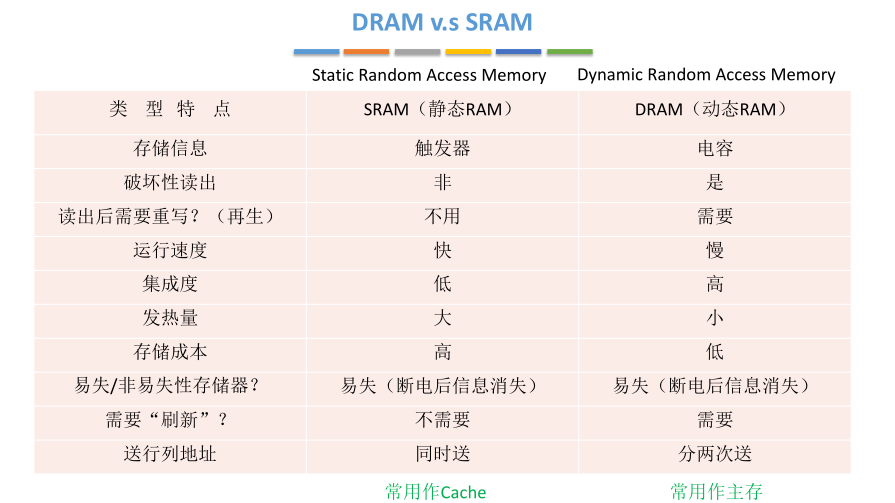 DRAM v.s SRAM
Static Random Access Memory Dynamic Random Access Memory
类 型 特 点 SRAM（静态RAM） DRAM（动态RAM）
存储信息 触发器 电容
破坏性读出 非 是
读出后需要重写？（再生） 不用 需要
运行速度 快 慢
集成度 低 高
发热量 大 小
存储成本 高 低
易失/非易失性存储器？ 易失（断电后信息消失） 易失（断电后信息消失）
需要“刷新”？ 不需要 需要
送行列地址 同时送 分两次送
常用作Cache 常用作主存